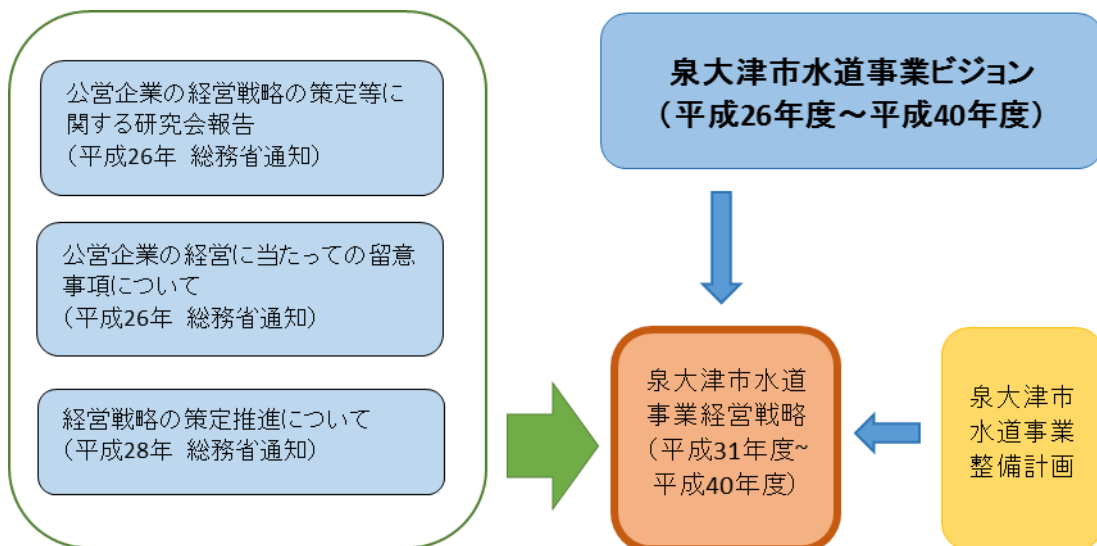 公営企業の経営戦略の策定等に
関する研究会報告
（平成26年 総務省通知）
公営企業の経営に当たっての留意
事項について
（平成26年 総務省通知）
経営戦略の策定推進について
（平成28年 総務省通知）
泉大津市水道事業ビジョン
（平成26年度～平成40年度）
泉大津市水道
事業経営戦略
（平成31年度~
平成40年度）
泉大津市
水道事業
整備計画